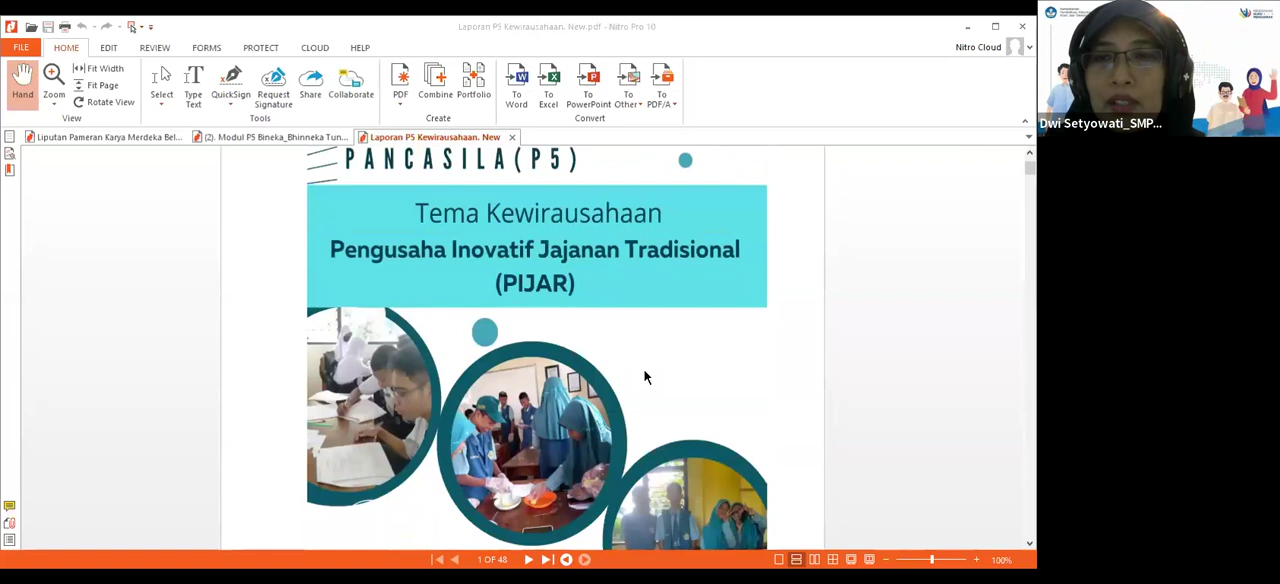 Laporan P5 Kewirausahaan. New.pdf - Nitro Pro 10
FILE HOME EDIT REVIEW FORMS PROTECT CLOUD HELP
Nitro Cloud
Hand Zoom Fit Width
Fit Page
Rotate View
View
Select Type Text QuickSign Request Signature Share Collaborate
Tools
PDF Combine Portfolio
Create
To Word To Excel To PowerPoint To Other To PDF/A
Convert
Liputan Pameran Karya Merdeka Bel... (2). Modul P5 Bineka_Bhinneka Tun... Laporan P5 Kewirausahaan. New
PANCASILA(P5)
Tema Kewirausahaan
Pengusaha Inovatif Jajanan Tradisional
(PIJAR)
1 OF 48
100%
Dwi Setyowati_SMP...